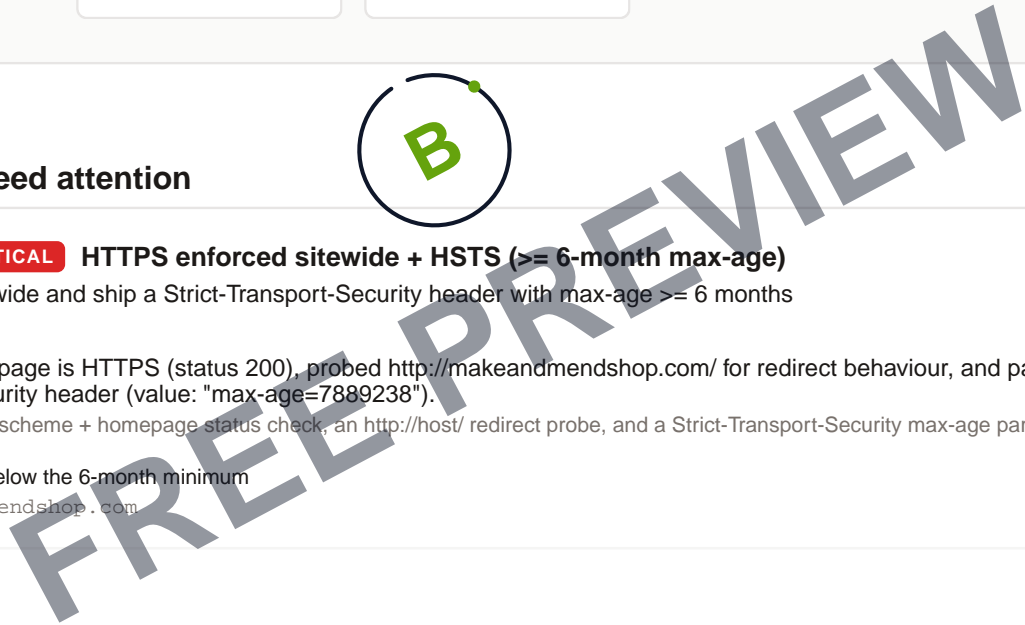 B
eed attention
TICAL HTTPS enforced sitewide + HSTS (>= 6-month max-age)
wide and ship a Strict-Transport-Security header with max-age >= 6 months
page is HTTPS (status 200), probed http://makeandmendshop.com/ for redirect behaviour, and pa
urity header (value: "max-age=7889238").
scheme + homepage status check, an http://host/ redirect probe, and a Strict-Transport-Security max-age par
elow the 6-month minimum
endshop.com
FREE PREVIEW